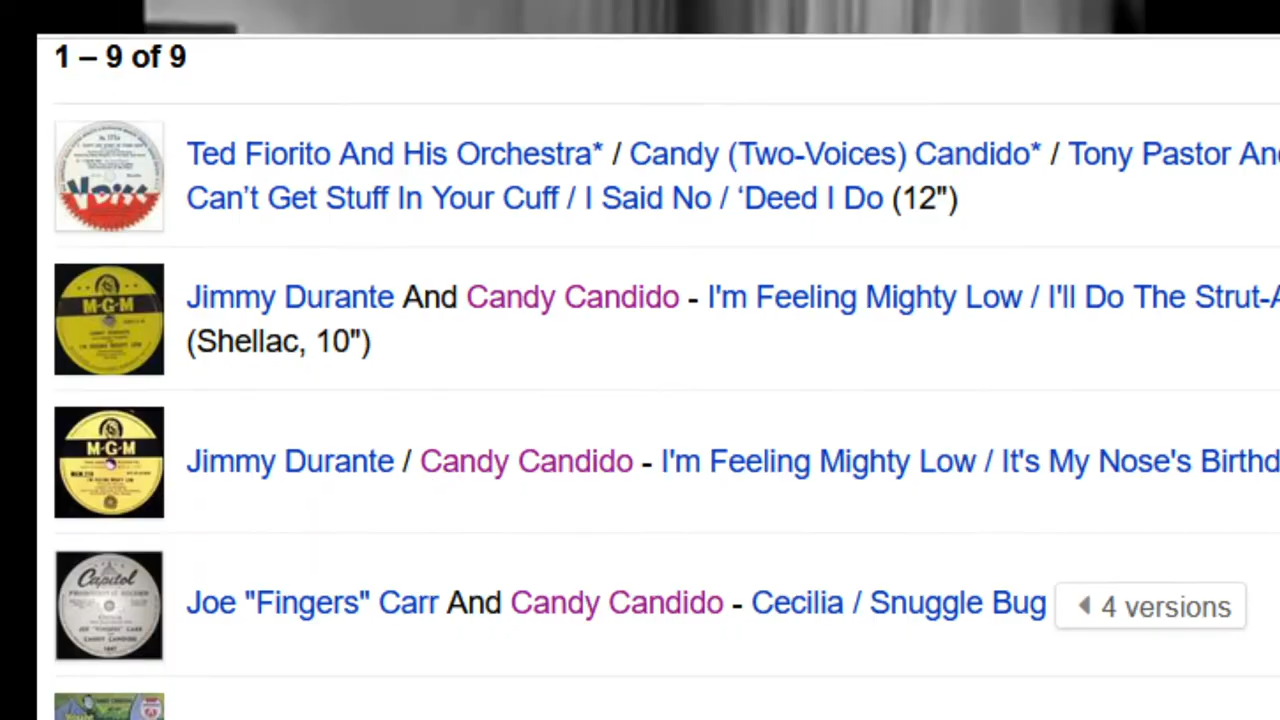 1 – 9 of 9
Ted Fiorito And His Orchestra* / Candy (Two-Voices) Candido* / Tony Pastor
Can’t Get Stuff In Your Cuff / I Said No / ‘Deed I Do (12")
V DISC
Jimmy Durante And Candy Candido - I'm Feeling Mighty Low / I'll Do The Strut-
(Shellac, 10")
M-G-M
Jimmy Durante / Candy Candido - I'm Feeling Mighty Low / It's My Nose's
M-G-M
Joe "Fingers" Carr And Candy Candido - Cecilia / Snuggle Bug 4 versions
Capitol